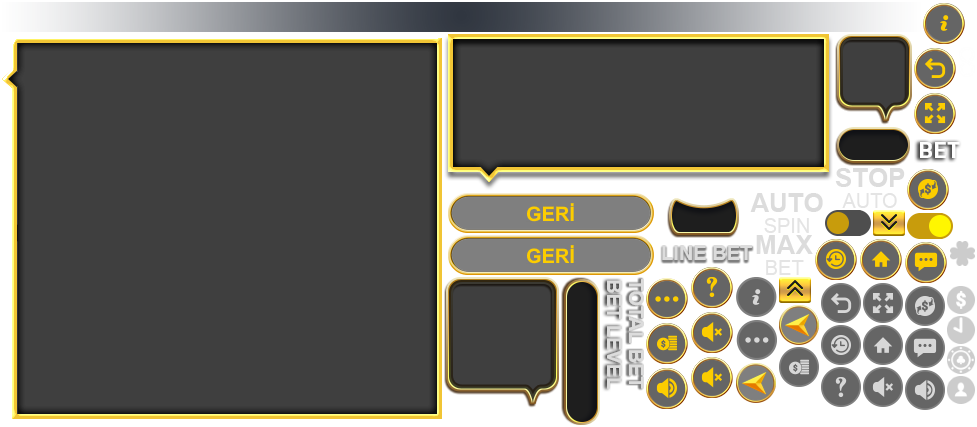 BET
STOP
AUTO
AUTO
SPIN
MAX
BET
GERİ
LINE BET
GERİ
TOTAL BET
BET LEVEL